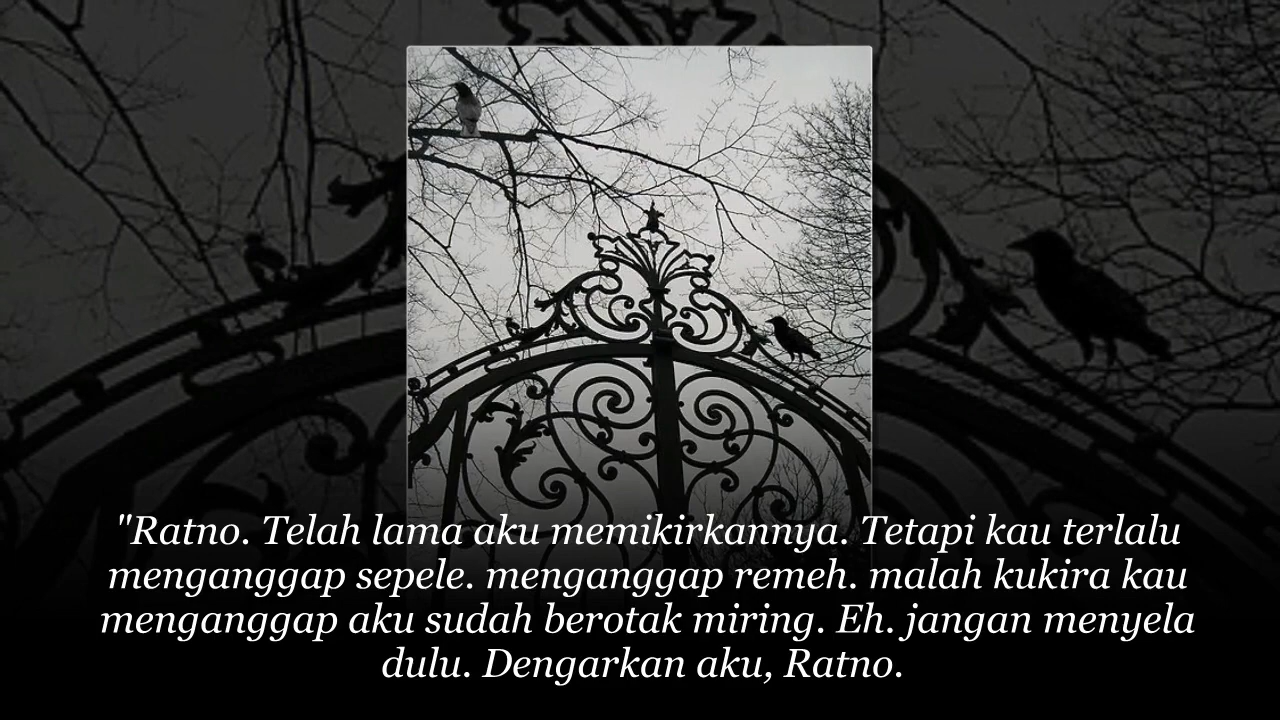 "Ratno. Telah lama aku memikirkannya. Tetapi kau terlalu
menganggap sepele. menganggap remeh. malah kukira kau
menganggap aku sudah berotak miring. Eh. jangan menyela
dulu. Dengarkan aku, Ratno.